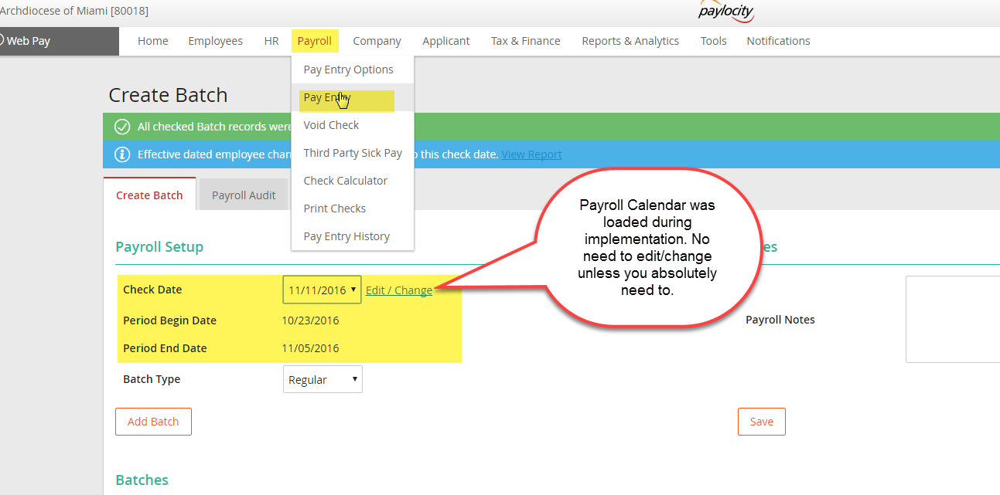 Archdiocese of Miami [80018]
paylocity
Web Pay
Home Employees HR Payroll Company Applicant Tax & Finance Reports & Analytics Tools Notifications
Pay Entry Options
Pay Entry
Void Check
Third Party Sick Pay
Check Calculator
Print Checks
Pay Entry History
Create Batch
All checked Batch records were
Effective dated employee chan
this check date. View Report
Create Batch Payroll Audit
Payroll Calendar was
loaded during
implementation. No
need to edit/change
unless you absolutely
need to.
Payroll Setup
es
Check Date 11/11/2016 Edit / Change
Period Begin Date 10/23/2016
Payroll Notes
Period End Date 11/05/2016
Batch Type Regular
Add Batch
Save
Batches